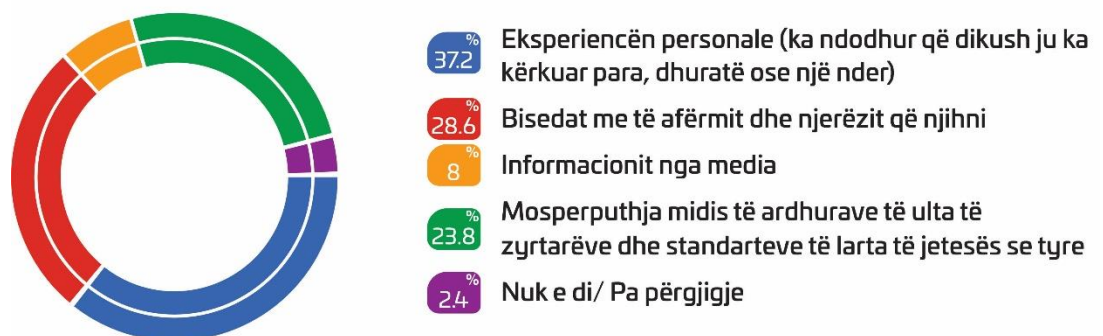 %
37.2
Eksperiencën personale (ka ndodhur që dikush ju ka
kërkuar para, dhuratë ose një nder)
%
28.6
Bisedat me të afërmit dhe njerëzit që njihni
%
8
Informacionit nga media
%
23.8
Mosperputhja midis të ardhurave të ulta të
zyrtarëve dhe standarteve të larta të jetesës se tyre
%
2.4
Nuk e di/ Pa përgjigje